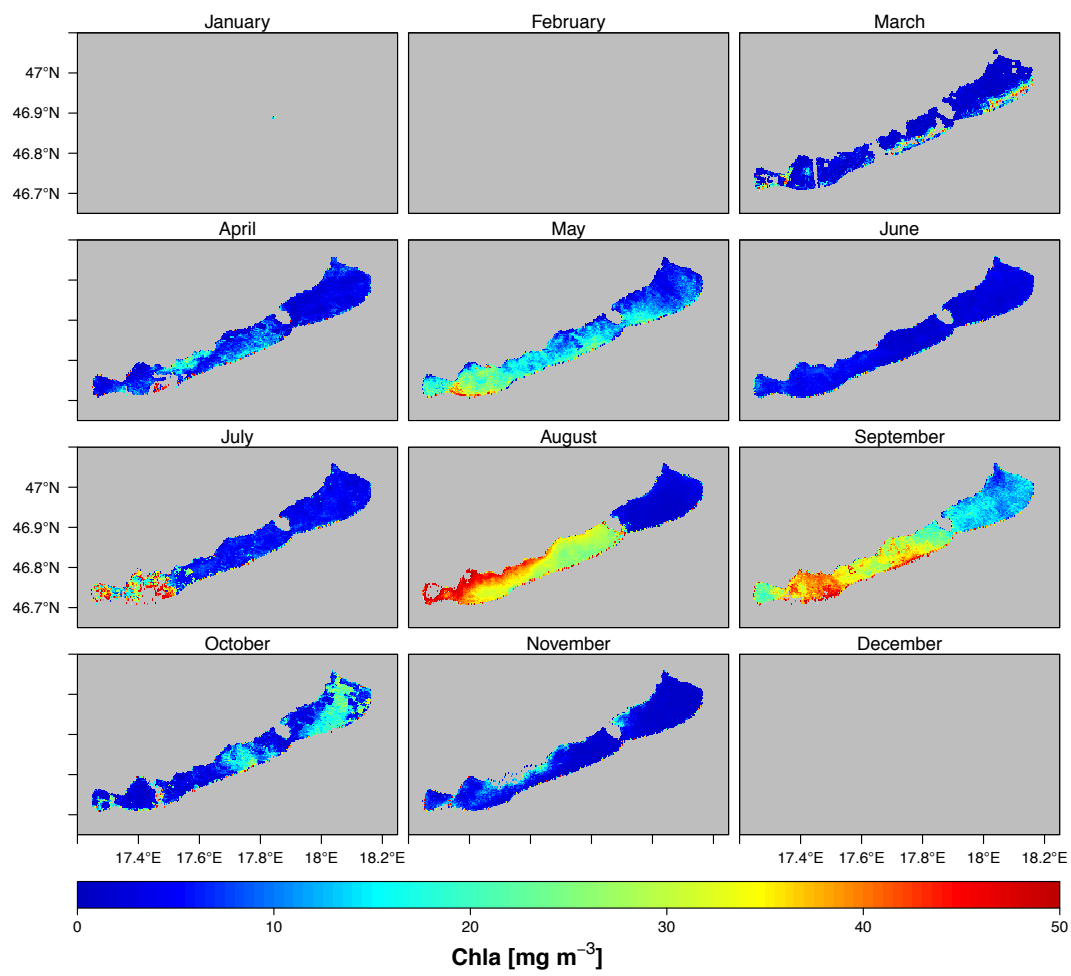 January February March
47°N
46.9°N
46.8°N
46.7°N
April May June
July August September
47°N
46.9°N
46.8°N
46.7°N
October November December
17.4°E 17.6°E 17.8°E 18°E 18.2°E 17.4°E 17.6°E 17.8°E 18°E 18.2°E
0 10 20 30 40 50
Chla [mg m⁻³]